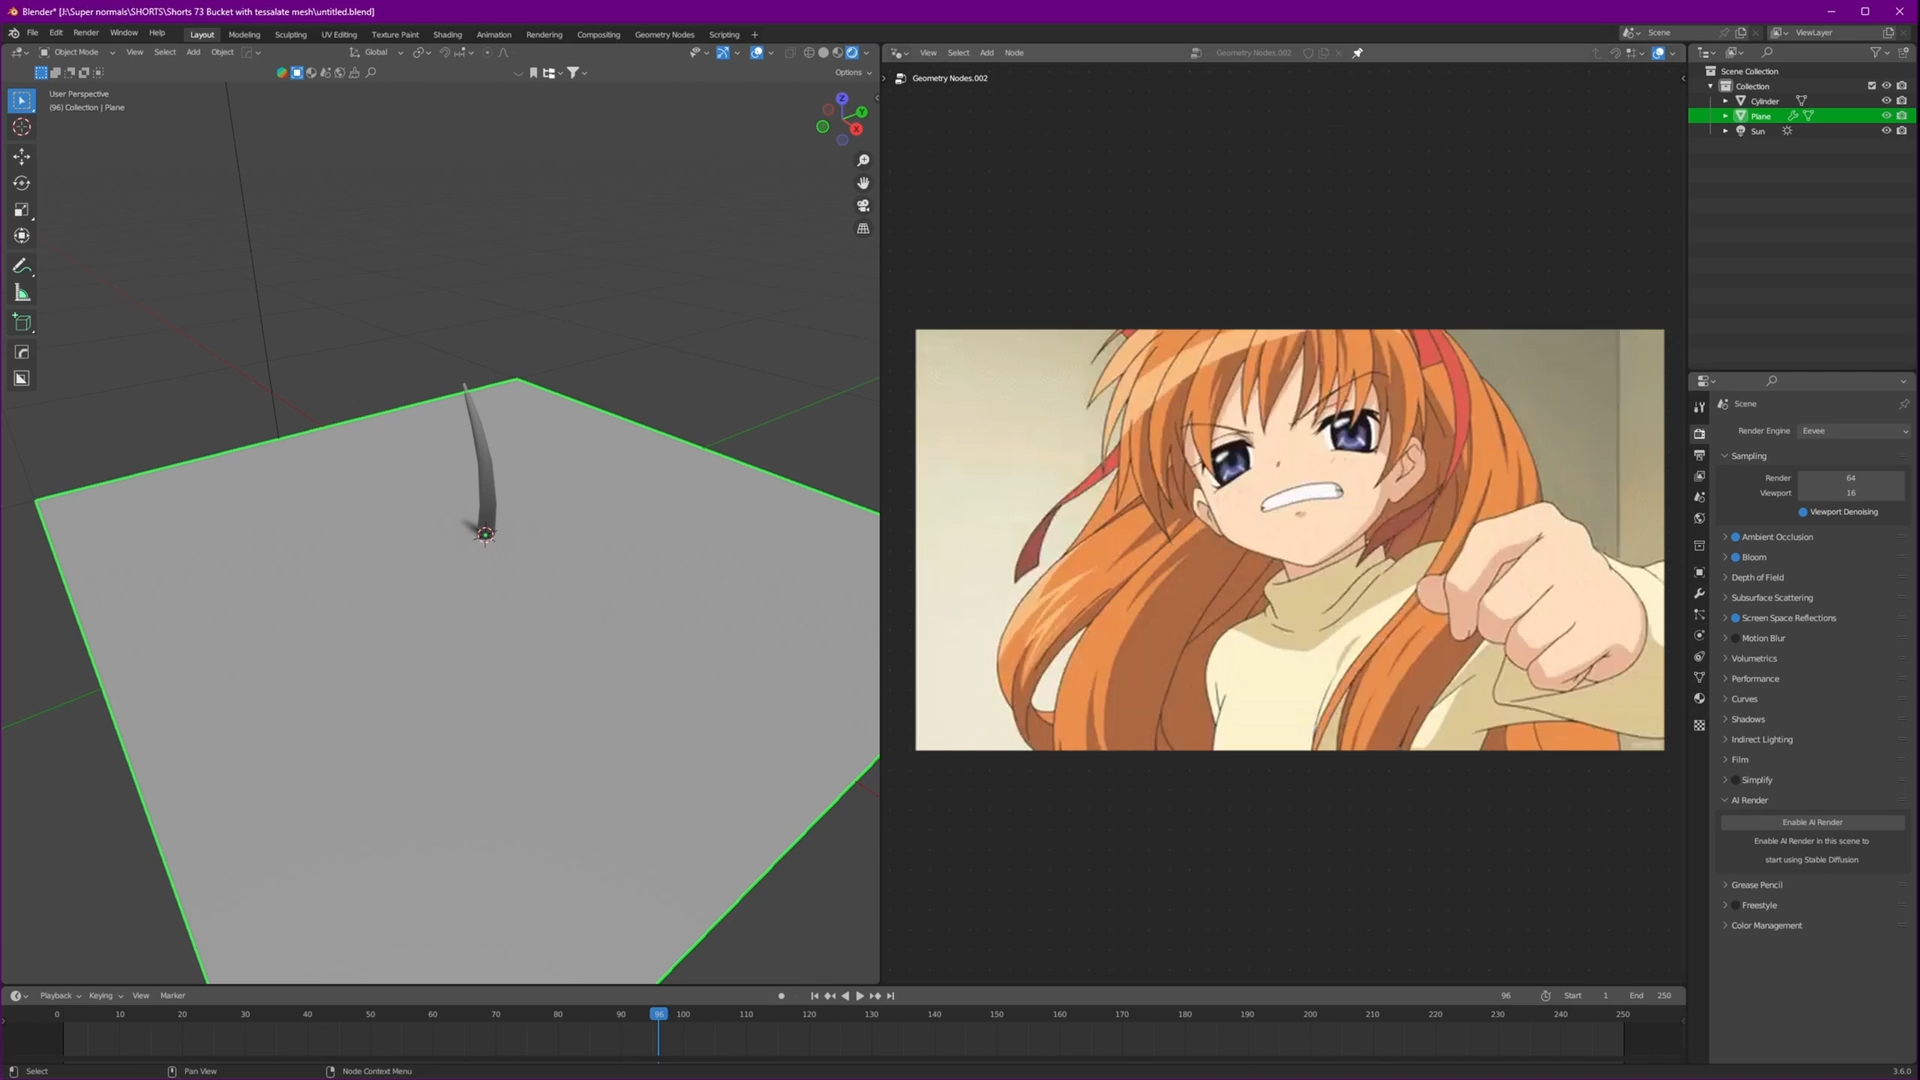 Blender* [J:\Super normals\SHORTS\Shorts 73 Bucket with tessalate mesh\untitled.blend]
File Edit Render Window Help Layout Modeling Sculpting UV Editing Texture Paint Shading Animation Rendering Compositing Geometry Nodes Scripting + Scene ViewLayer
Object Mode View Select Add Object Global
View Select Add Node Geometry Nodes.002
Options
User Perspective
(96) Collection | Plane
Z
Y
X
Geometry Nodes.002
Scene Collection
Collection
Cylinder
Plane
Sun
Scene
Render Engine Eevee
Sampling
Render 64
Viewport 16
Viewport Denoising
Ambient Occlusion
Bloom
Depth of Field
Subsurface Scattering
Screen Space Reflections
Motion Blur
Volumetrics
Performance
Curves
Shadows
Indirect Lighting
Film
Simplify
AI Render
Enable AI Render
Enable AI Render in this scene to
start using Stable Diffusion
Grease Pencil
Freestyle
Color Management
Playback Keying View Marker 96 Start 1 End 250
0 10 20 30 40 50 60 70 80 90 96 100 110 120 130 140 150 160 170 180 190 200 210 220 230 240 250
Select Pan View Node Context Menu 3.6.0